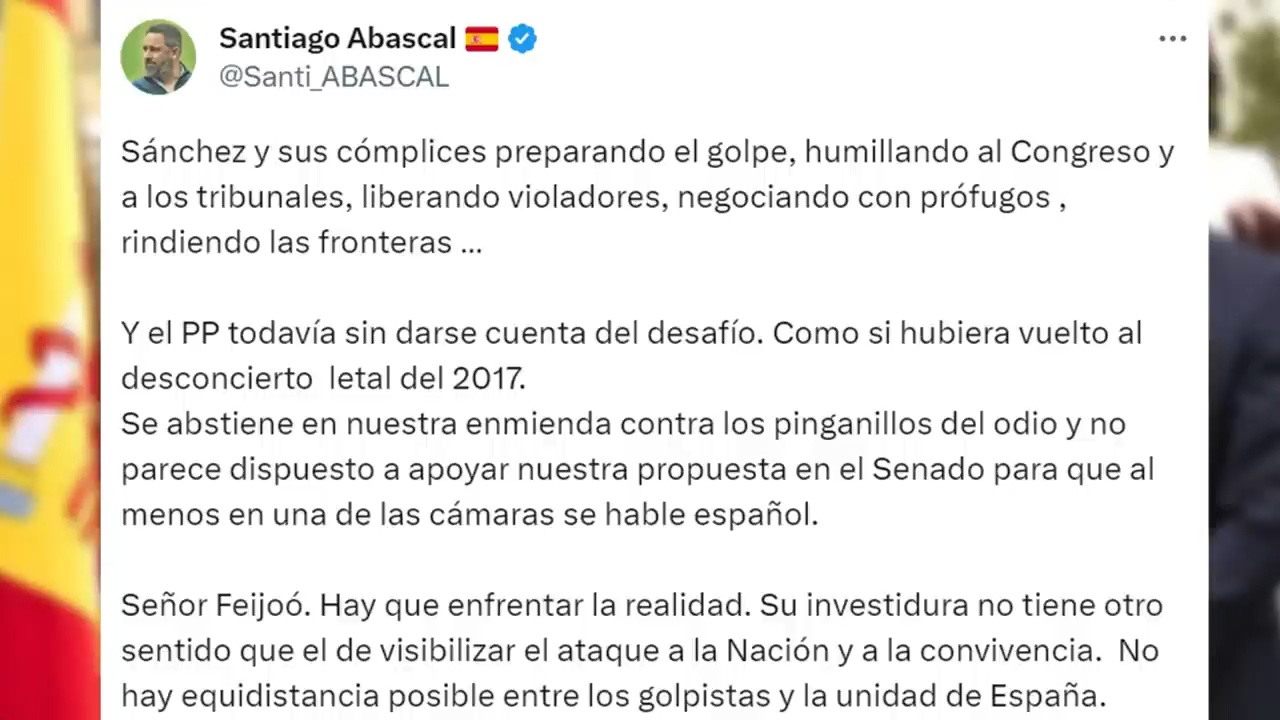 Santiago Abascal
@Santi_ABASCAL
Sánchez y sus cómplices preparando el golpe, humillando al Congreso y
a los tribunales, liberando violadores, negociando con prófugos ,
rindiendo las fronteras ...
Y el PP todavía sin darse cuenta del desafío. Como si hubiera vuelto al
desconcierto  letal del 2017.
Se abstiene en nuestra enmienda contra los pinganillos del odio y no
parece dispuesto a apoyar nuestra propuesta en el Senado para que al
menos en una de las cámaras se hable español.
Señor Feijoó. Hay que enfrentar la realidad. Su investidura no tiene otro
sentido que el de visibilizar el ataque a la Nación y a la convivencia.  No
hay equidistancia posible entre los golpistas y la unidad de España.